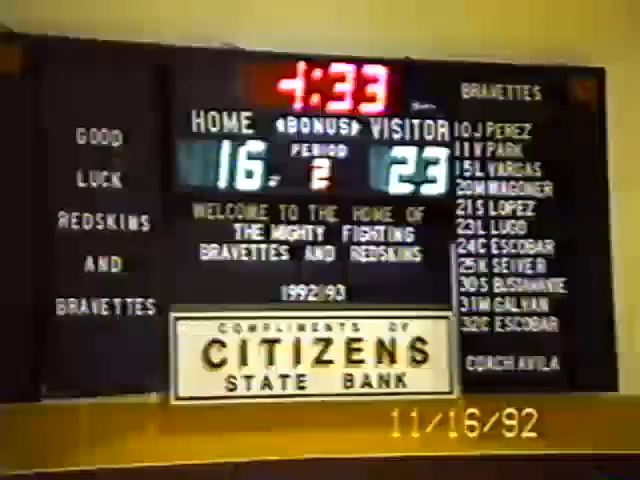 GOOD
LUCK
REDSKINS
AND
BRAVETTES
1:33
HOME ◄BONUS► VISITOR
PERIOD
16 2 23
WELCOME TO THE HOME OF
THE MIGHTY FIGHTING
BRAVETTES AND REDSKINS
1992/93
COMPLIMENTS OF
CITIZENS
STATE BANK
BRAVETTES
10 J PEREZ
11 Y PARK
15 L VARGAS
20 M WAGONER
21 S LOPEZ
23 L LUGO
24 C ESCOBAR
25 K SEIVER
30 S BUSTAMANTE
31 M GALVAN
32 C ESCOBAR
COACH AVILA
11/16/92